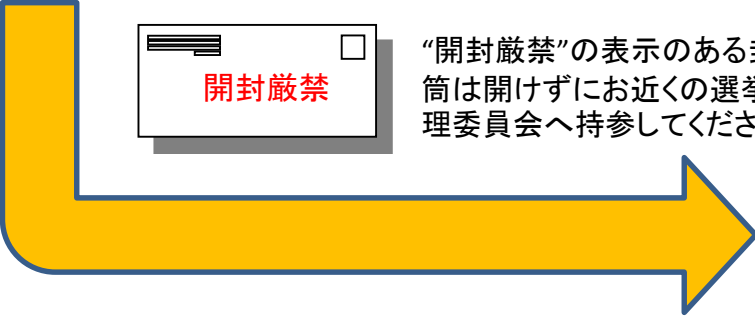 開封厳禁
“開封厳禁”の表示のある
筒は開けずにお近くの選
理委員会へ持参してくださ